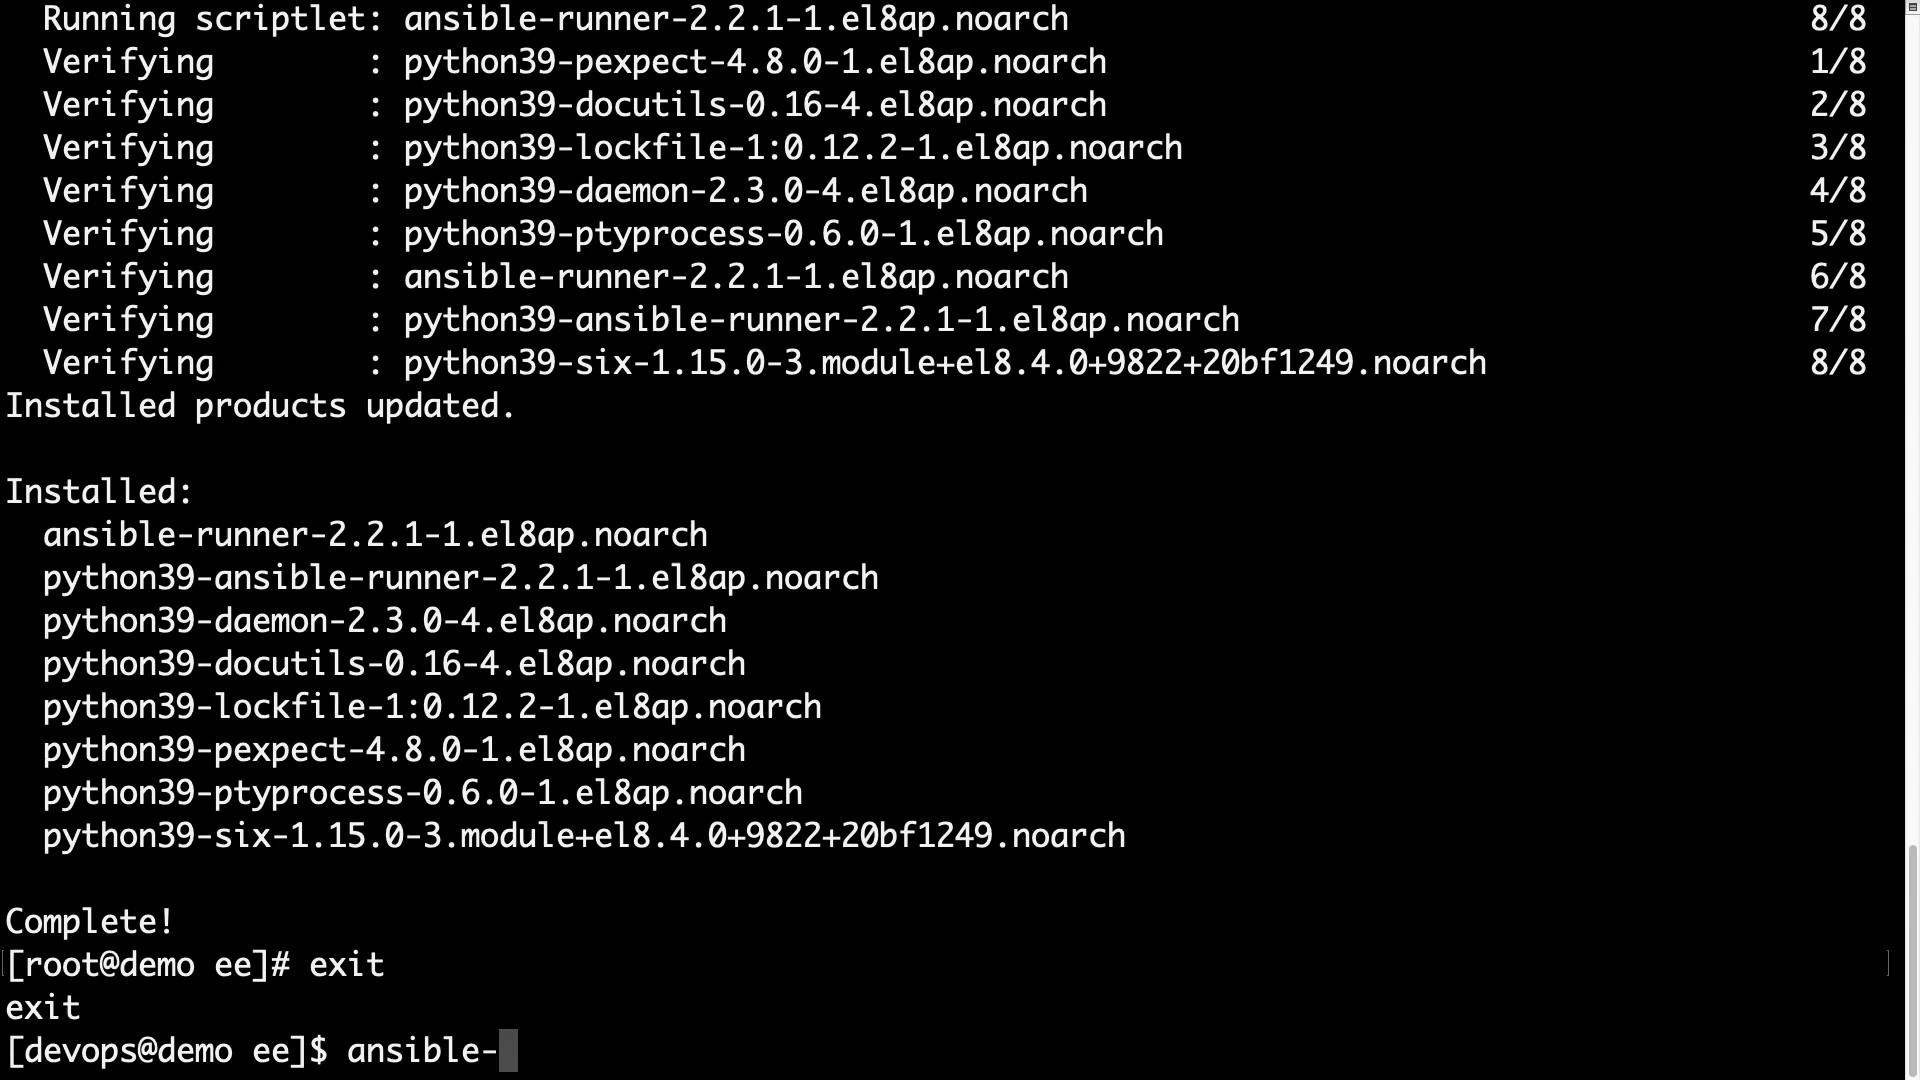 Running scriptlet: ansible-runner-2.2.1-1.el8ap.noarch 8/8
Verifying : python39-pexpect-4.8.0-1.el8ap.noarch 1/8
Verifying : python39-docutils-0.16-4.el8ap.noarch 2/8
Verifying : python39-lockfile-1:0.12.2-1.el8ap.noarch 3/8
Verifying : python39-daemon-2.3.0-4.el8ap.noarch 4/8
Verifying : python39-ptyprocess-0.6.0-1.el8ap.noarch 5/8
Verifying : ansible-runner-2.2.1-1.el8ap.noarch 6/8
Verifying : python39-ansible-runner-2.2.1-1.el8ap.noarch 7/8
Verifying : python39-six-1.15.0-3.module+el8.4.0+9822+20bf1249.noarch 8/8
Installed products updated.
Installed:
ansible-runner-2.2.1-1.el8ap.noarch
python39-ansible-runner-2.2.1-1.el8ap.noarch
python39-daemon-2.3.0-4.el8ap.noarch
python39-docutils-0.16-4.el8ap.noarch
python39-lockfile-1:0.12.2-1.el8ap.noarch
python39-pexpect-4.8.0-1.el8ap.noarch
python39-ptyprocess-0.6.0-1.el8ap.noarch
python39-six-1.15.0-3.module+el8.4.0+9822+20bf1249.noarch
Complete!
[root@demo ee]# exit
exit
[devops@demo ee]$ ansible-